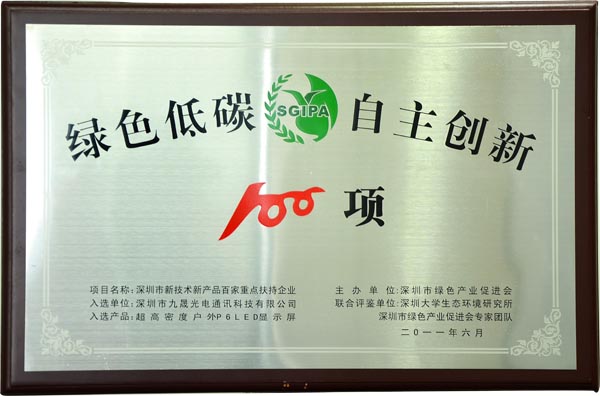 绿色低碳 SGIPA 自主创新
100项
项目名称:深圳市新技术新产品百家重点扶持企业
入选单位:深圳市九晟光电通讯科技有限公司
入选产品:超高密度户外P6LED显示屏
主办单位:深圳市绿色产业促进会
联合评鉴单位:深圳大学生态环境研究所
深圳市绿色产业促进会专家团队
二〇一一年六月